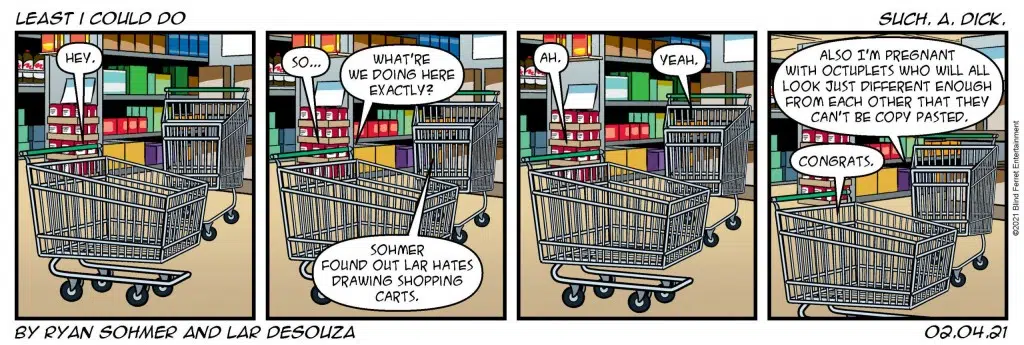 LEAST I COULD DO
SUCH. A. DICK.
HEY.
SO...
WHAT'RE
WE DOING HERE
EXACTLY?
SOHMER
FOUND OUT LAR HATES
DRAWING SHOPPING
CARTS.
AH.
YEAH.
ALSO I'M PREGNANT
WITH OCTUPLETS WHO WILL ALL
LOOK JUST DIFFERENT ENOUGH
FROM EACH OTHER THAT THEY
CAN'T BE COPY PASTED.
CONGRATS.
©2021 Blind Ferret Entertainment
BY RYAN SOHMER AND LAR DESOUZA
02.04.21